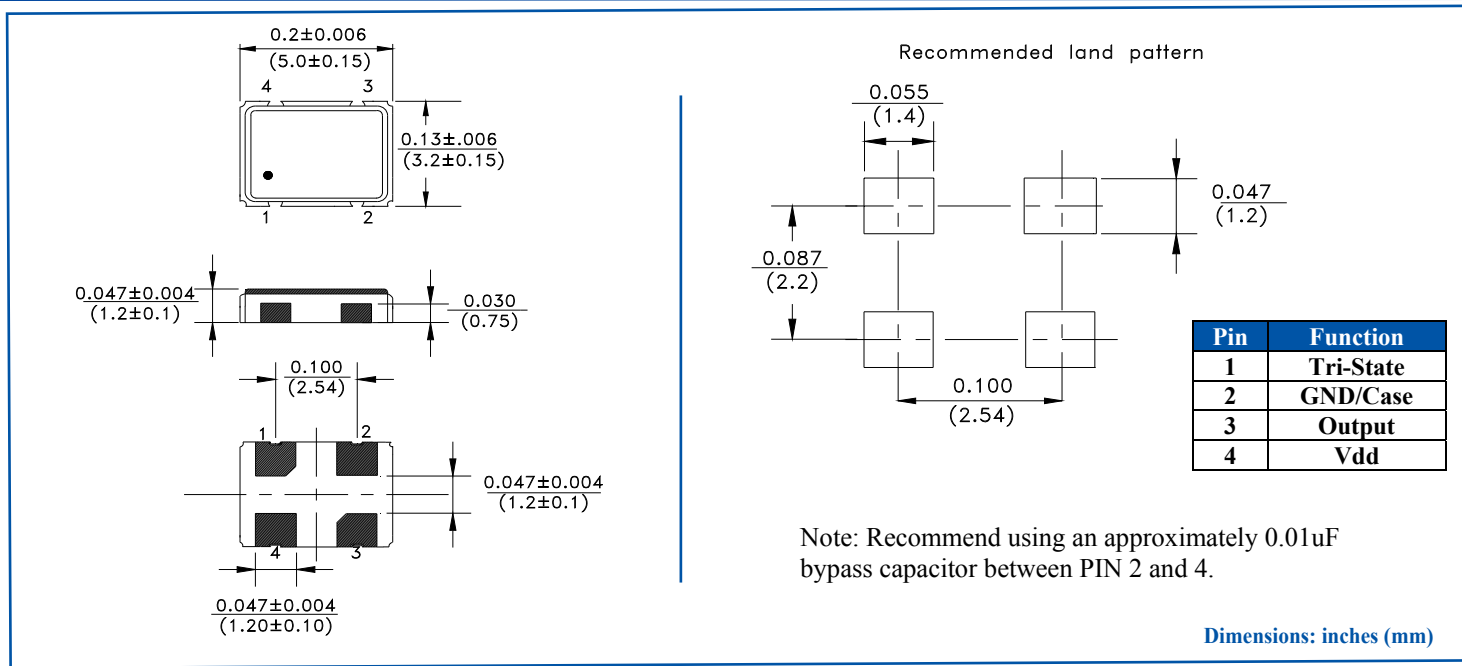 0.2±0.006
(5.0±0.15)
4 3
0.13±.006
(3.2±0.15)
1 2
0.047±0.004
(1.2±0.1)
0.030
(0.75)
0.100
(2.54)
1 2
0.047±0.004
(1.2±0.1)
4 3
0.047±0.004
(1.20±0.10)
Recommended land pattern
0.055
(1.4)
0.047
(1.2)
0.087
(2.2)
0.100
(2.54)
Pin Function
1 Tri-State
2 GND/Case
3 Output
4 Vdd
Note: Recommend using an approximately 0.01uF
bypass capacitor between PIN 2 and 4.
Dimensions: inches (mm)